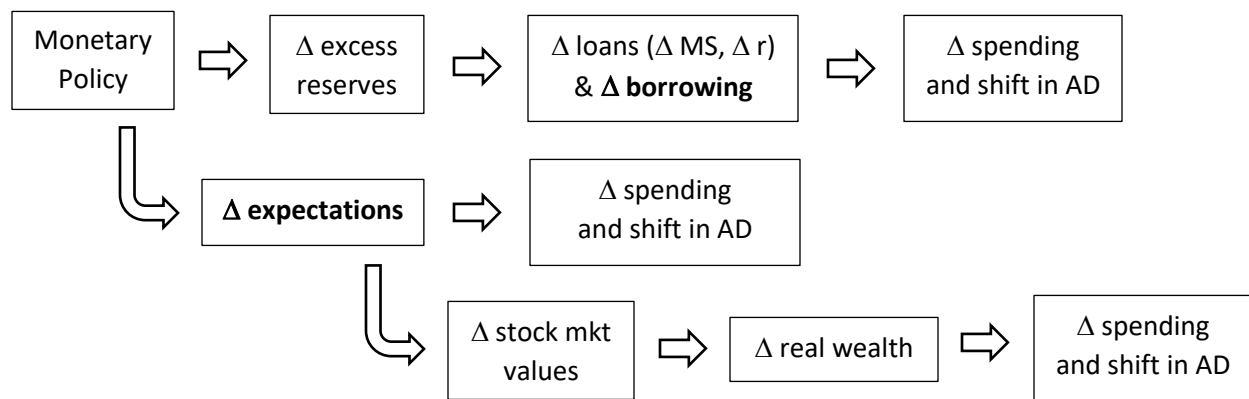 Monetary
Policy
Δ excess
reserves
Δ loans (Δ MS, Δ r)
& Δ borrowing
Δ spending
and shift in AD
Δ expectations
Δ spending
and shift in AD
Δ stock mkt
values
Δ real wealth
Δ spending
and shift in AD